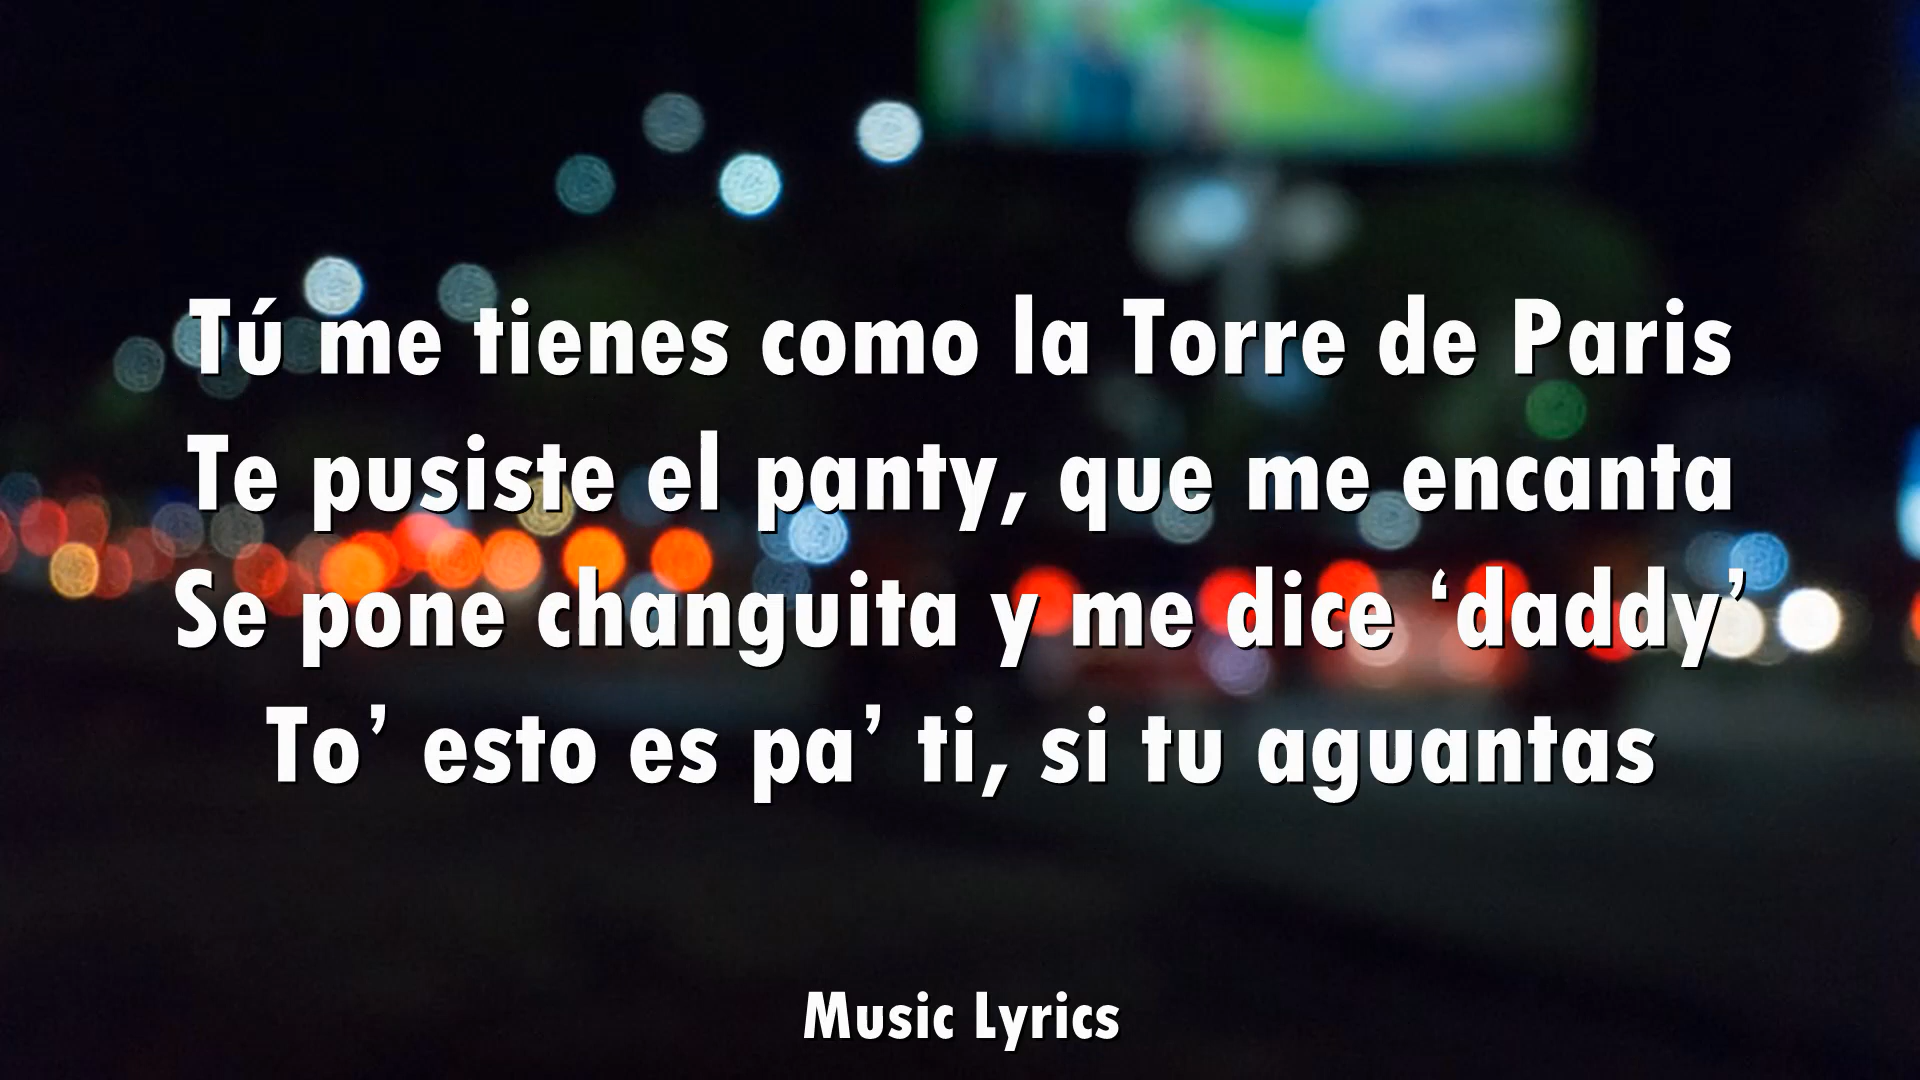 Tú me tienes como la Torre de Paris
Te pusiste el panty, que me encanta
Se pone changuita y me dice ‘daddy’
To’ esto es pa’ ti, si tu aguantas
Music Lyrics